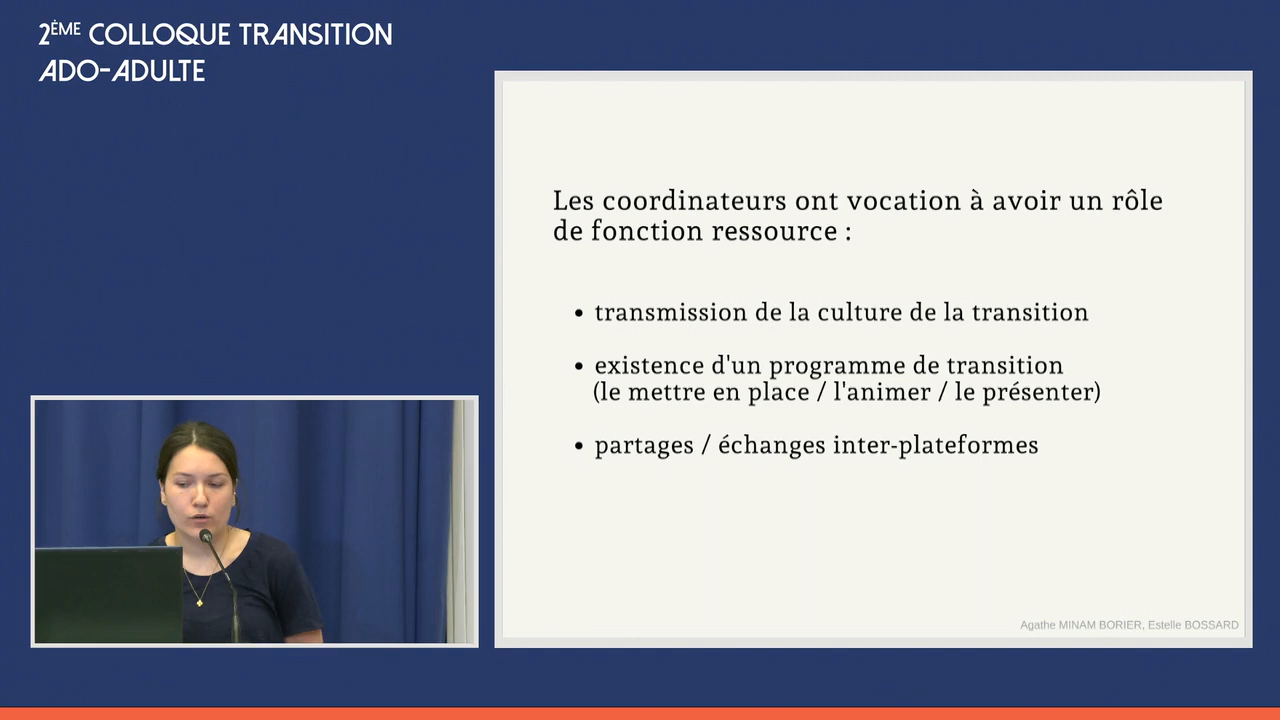 2ÈME COLLOQUE TRANSITION
ADO-ADULTE
Les coordinateurs ont vocation à avoir un rôle
de fonction ressource :
• transmission de la culture de la transition
• existence d'un programme de transition
(le mettre en place / l'animer / le présenter)
• partages / échanges inter-plateformes
Agathe MINAM BORIER, Estelle BOSSARD